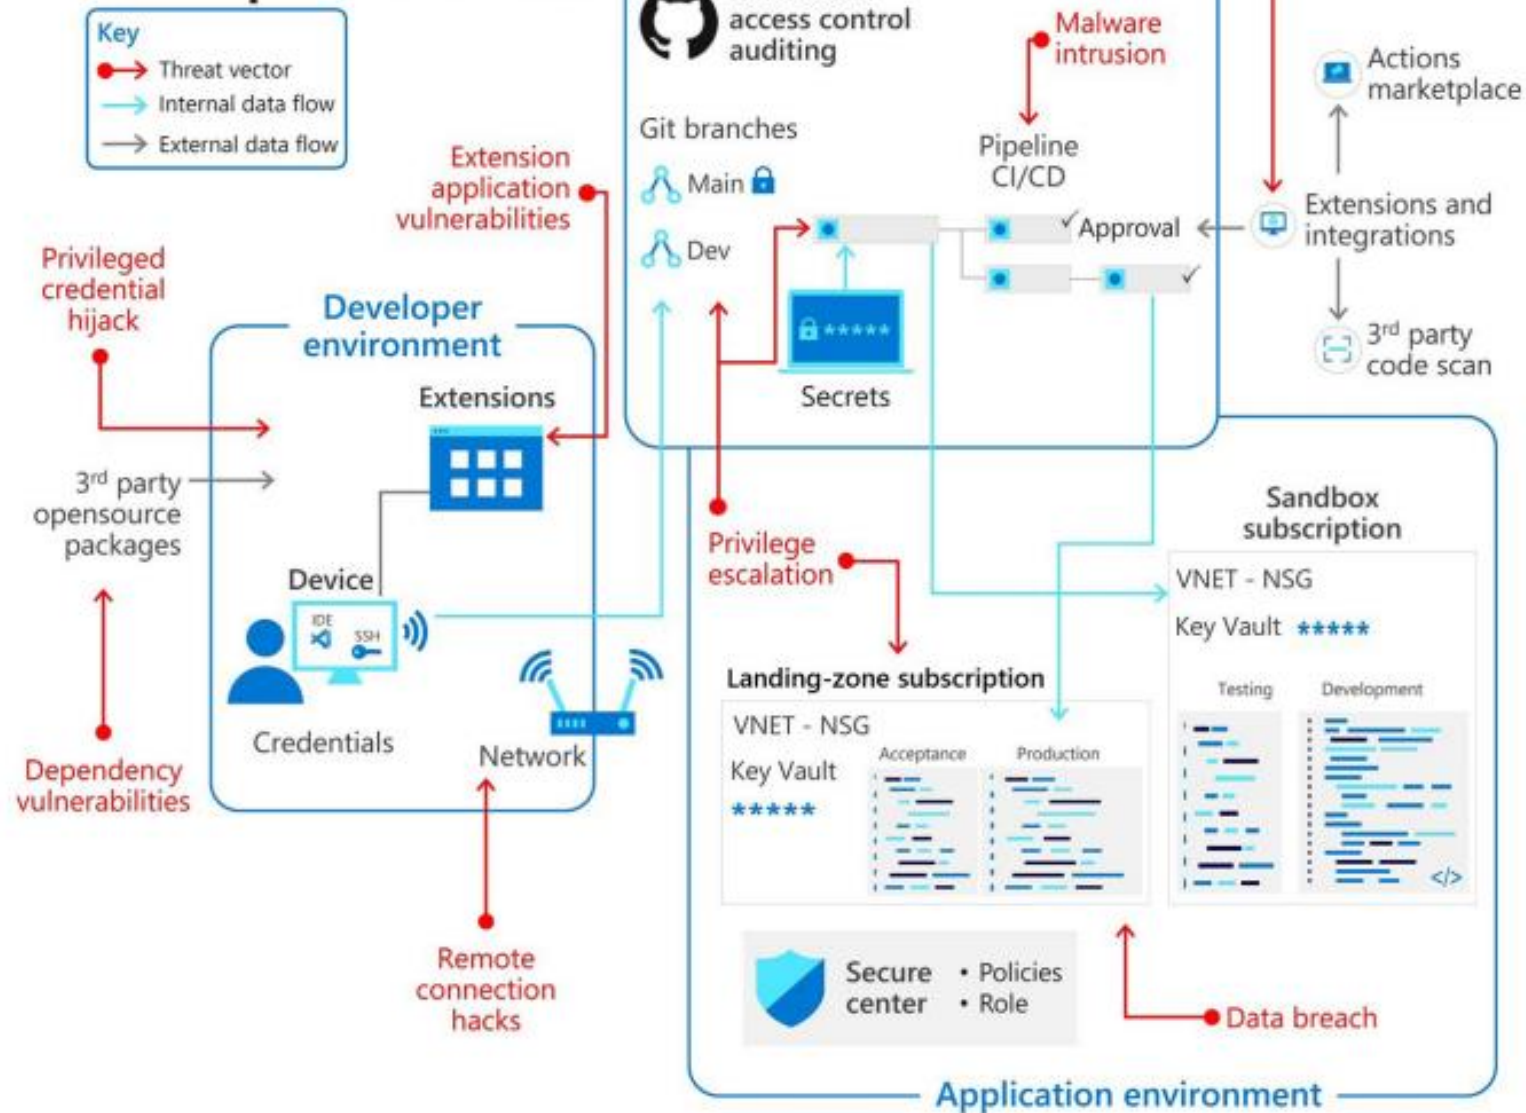 Key
Threat vector
Internal data flow
External data flow
access control
auditing
Malware
intrusion
Actions
marketplace
Git branches
Main
Dev
Pipeline
CI/CD
Approval
Extensions and
integrations
3rd party
code scan
*****
Secrets
Extension
application
vulnerabilities
Privileged
credential
hijack
Developer
environment
Extensions
3rd party
opensource
packages
Device
IDE
SSH
Credentials
Network
Dependency
vulnerabilities
Remote
connection
hacks
Privilege
escalation
Sandbox
subscription
VNET - NSG
Key Vault *****
Testing
Development
</>
Landing-zone subscription
VNET - NSG
Key Vault
*****
Acceptance
Production
Secure
center
• Policies
• Role
Data breach
Application environment